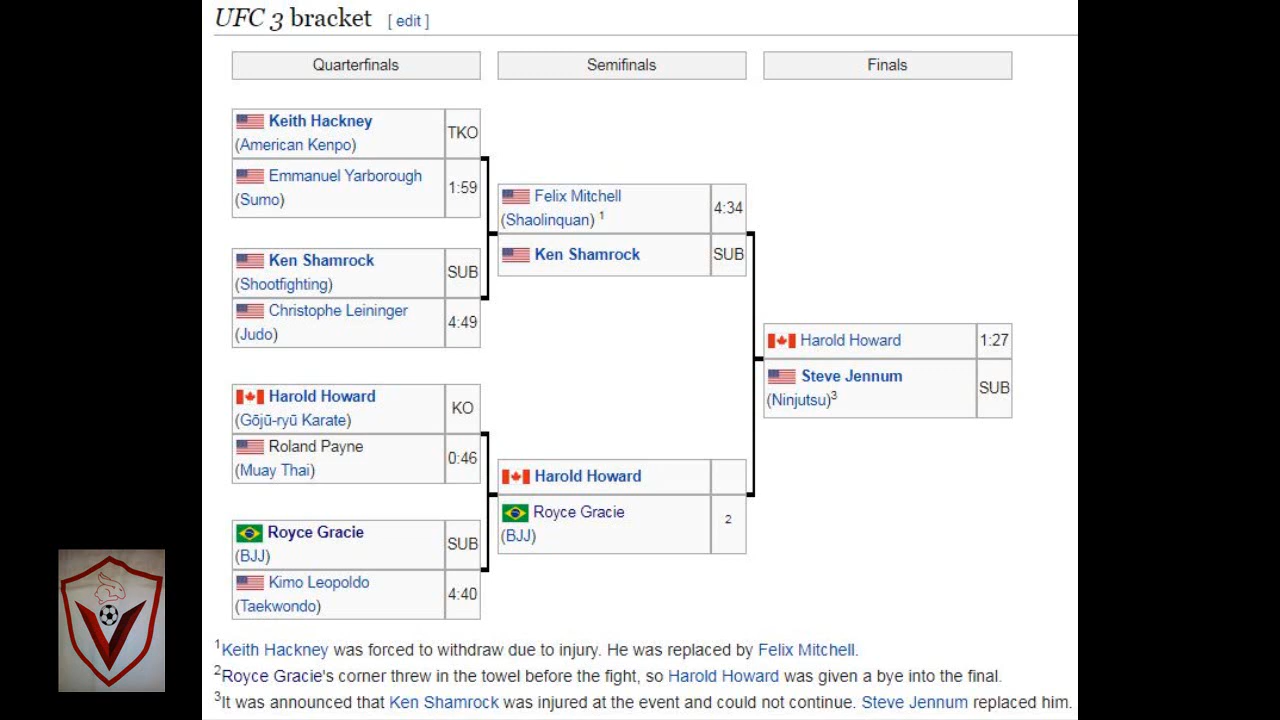 UFC 3 bracket [ edit ]
Quarterfinals
Semifinals
Finals
Keith Hackney
(American Kenpo)
TKO
Emmanuel Yarborough
(Sumo)
1:59
Ken Shamrock
(Shootfighting)
SUB
Christophe Leininger
(Judo)
4:49
Harold Howard
(Gōjū-ryū Karate)
KO
Roland Payne
(Muay Thai)
0:46
Royce Gracie
(BJJ)
SUB
Kimo Leopoldo
(Taekwondo)
4:40
Felix Mitchell
(Shaolinquan) 1
4:34
Ken Shamrock
SUB
Harold Howard
Royce Gracie
(BJJ)
2
Harold Howard
1:27
Steve Jennum
(Ninjutsu)3
SUB
1Keith Hackney was forced to withdraw due to injury. He was replaced by Felix Mitchell.
2Royce Gracie's corner threw in the towel before the fight, so Harold Howard was given a bye into the final.
3It was announced that Ken Shamrock was injured at the event and could not continue. Steve Jennum replaced him.
V